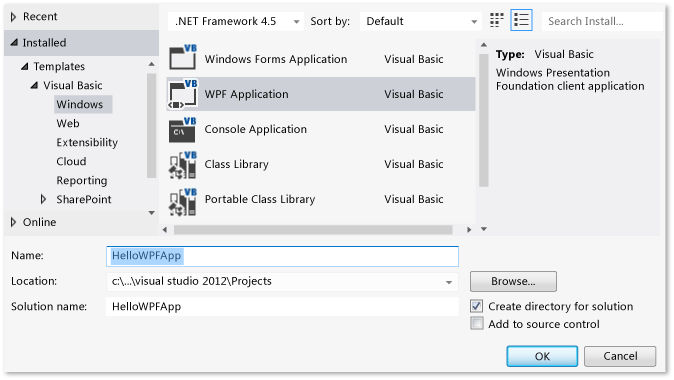 Recent
.NET Framework 4.5 Sort by: Default Search Install...
Installed
Templates
Visual Basic
Windows
Web
Extensibility
Cloud
Reporting
SharePoint
Online
VB Windows Forms Application Visual Basic
VB WPF Application Visual Basic
VB C:\ Console Application Visual Basic
VB Class Library Visual Basic
VB Portable Class Library Visual Basic
Type: Visual Basic
Windows Presentation
Foundation client application
Name: HelloWPFApp
Location: c:\...\visual studio 2012\Projects Browse...
Solution name: HelloWPFApp
Create directory for solution
Add to source control
OK Cancel